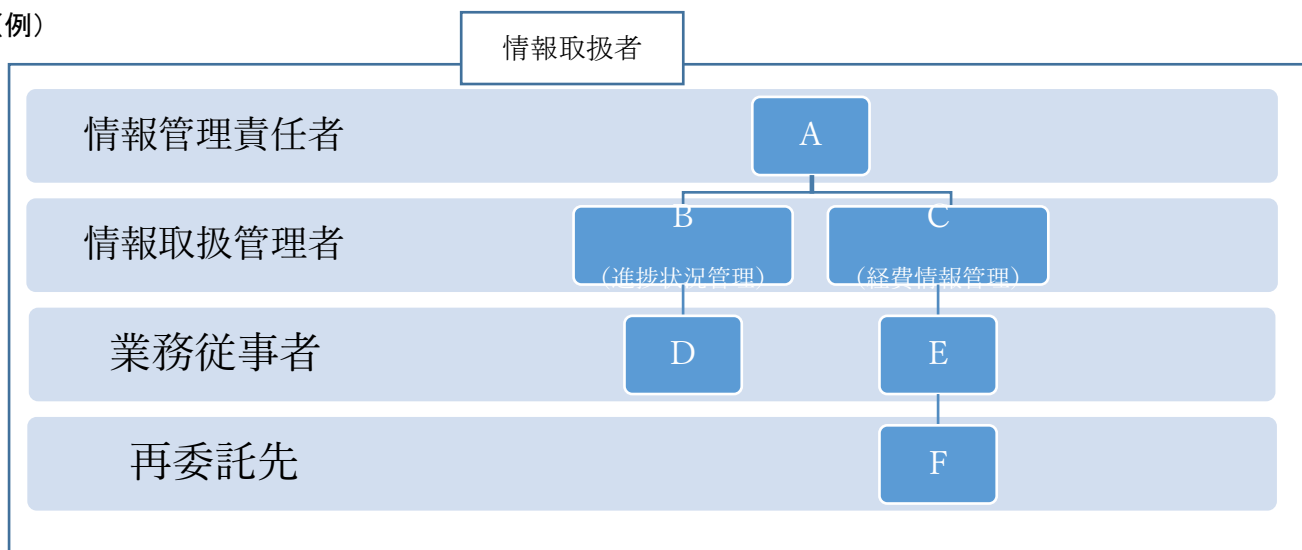 （例）
情報取扱者
情報管理責任者
A
情報取扱管理者
B
（進捗状況管理）
C
（経費情報管理）
業務従事者
D
E
再委託先
F